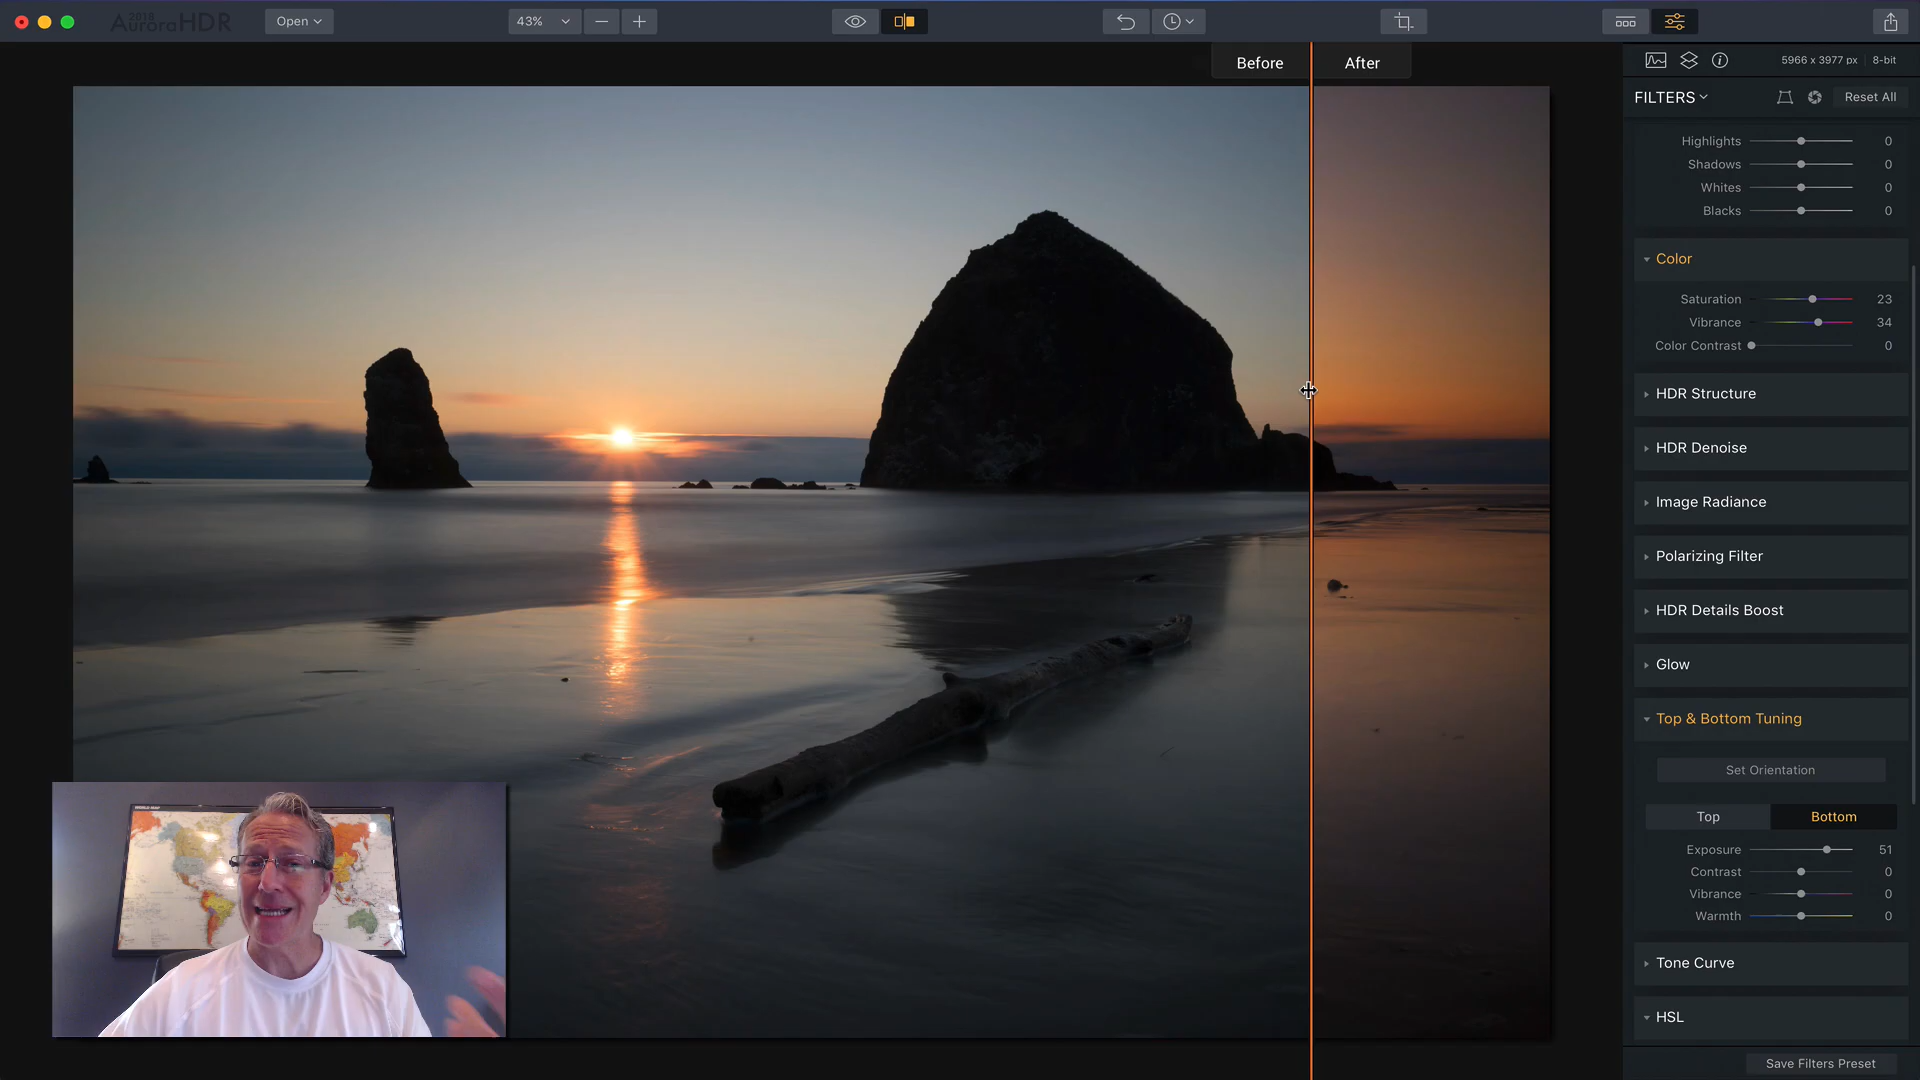 2018
AuroraHDR
Open
43%
Before
After
5966 x 3977 px
8-bit
FILTERS
Reset All
Highlights 0
Shadows 0
Whites 0
Blacks 0
Color
Saturation 23
Vibrance 34
Color Contrast 0
HDR Structure
HDR Denoise
Image Radiance
Polarizing Filter
HDR Details Boost
Glow
Top & Bottom Tuning
Set Orientation
Top
Bottom
Exposure 51
Contrast 0
Vibrance 0
Warmth 0
Tone Curve
HSL
Save Filters Preset
WORLD MAP